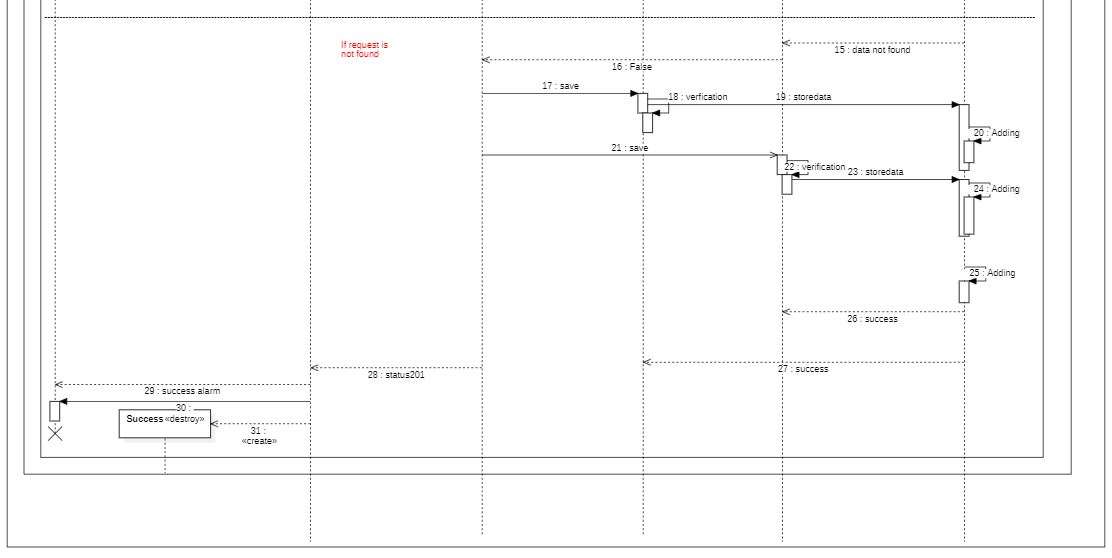 If request is
not found
15 : data not found
16 : False
17 : save
18 : verfication
19 : storedata
20 : Adding
21 : save
22 : verification
23 : storedata
24 : Adding
25 : Adding
26 : success
27 : success
28 : status201
29 : success alarm
30 :
Success «destroy»
31 :
«create»